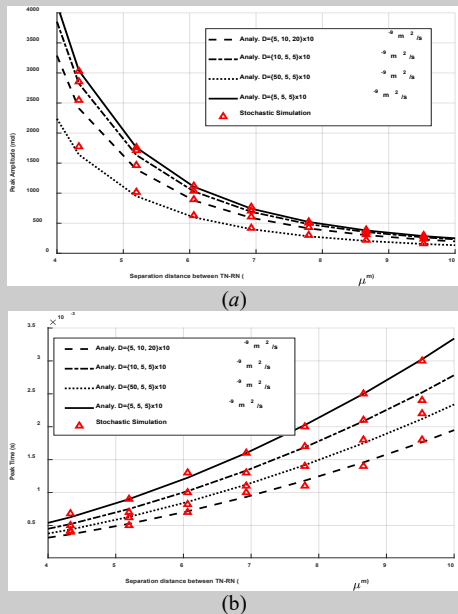 4000
3500
3000
2500
2000
1500
1000
500
0
Peak Amplitude (mol)
Analy. D={5, 10, 20}x10 -9 m 2 /s
Analy. D={10, 5, 5}x10 -9 m 2 /s
Analy. D={50, 5, 5}x10 -9 m 2 /s
Analy. D={5, 5, 5}x10 -9 m 2 /s
Stochastic Simulation
4 5 6 7 8 9 10
Separation distance between TN-RN ( μm)
(a)
x 10 -3
3.5
3
2.5
2
1.5
1
0.5
0
Peak Time (s)
Analy. D={5, 10, 20}x10 -9 m 2 /s
Analy. D={10, 5, 5}x10 -9 m 2 /s
Analy. D={50, 5, 5}x10 -9 m 2 /s
Analy. D={5, 5, 5}x10 -9 m 2 /s
Stochastic Simulation
4 5 6 7 8 9 10
Separation distance between TN-RN ( μm)
(b)